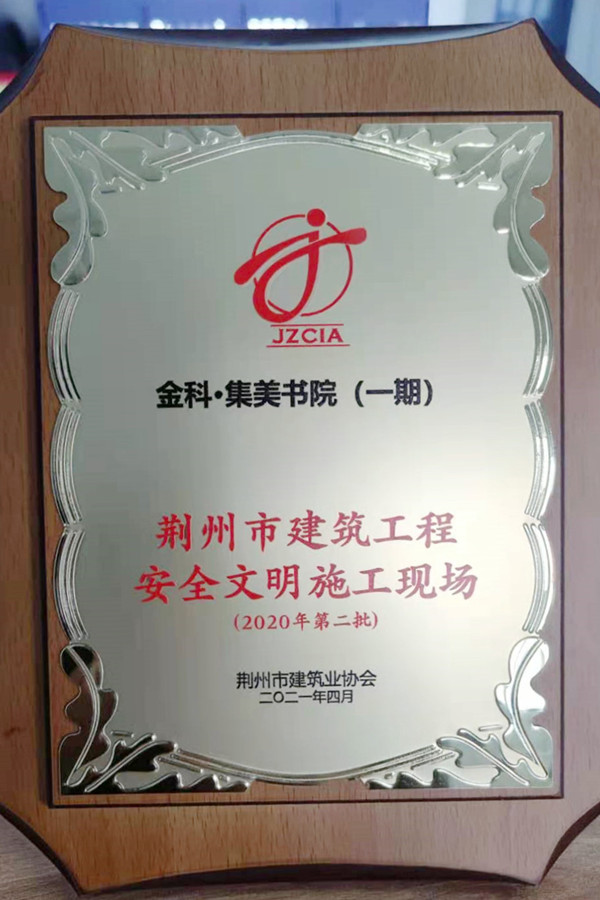 JZCIA
金科·集美书院（一期）
荆州市建筑工程
安全文明施工现场
(2020年第二批)
荆州市建筑业协会
二〇二一年四月